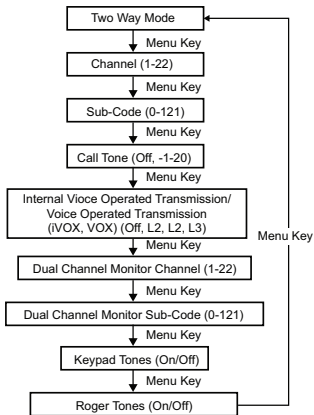 Two Way Mode
Menu Key
Channel (1-22)
Menu Key
Sub-Code (0-121)
Menu Key
Call Tone (Off, -1-20)
Menu Key
Internal Vioce Operated Transmission/
Voice Operated Transmission
(iVOX, VOX) (Off, L2, L2, L3)
Menu Key
Menu Key
Dual Channel Monitor Channel (1-22)
Menu Key
Dual Channel Monitor Sub-Code (0-121)
Menu Key
Keypad Tones (On/Off)
Menu Key
Roger Tones (On/Off)